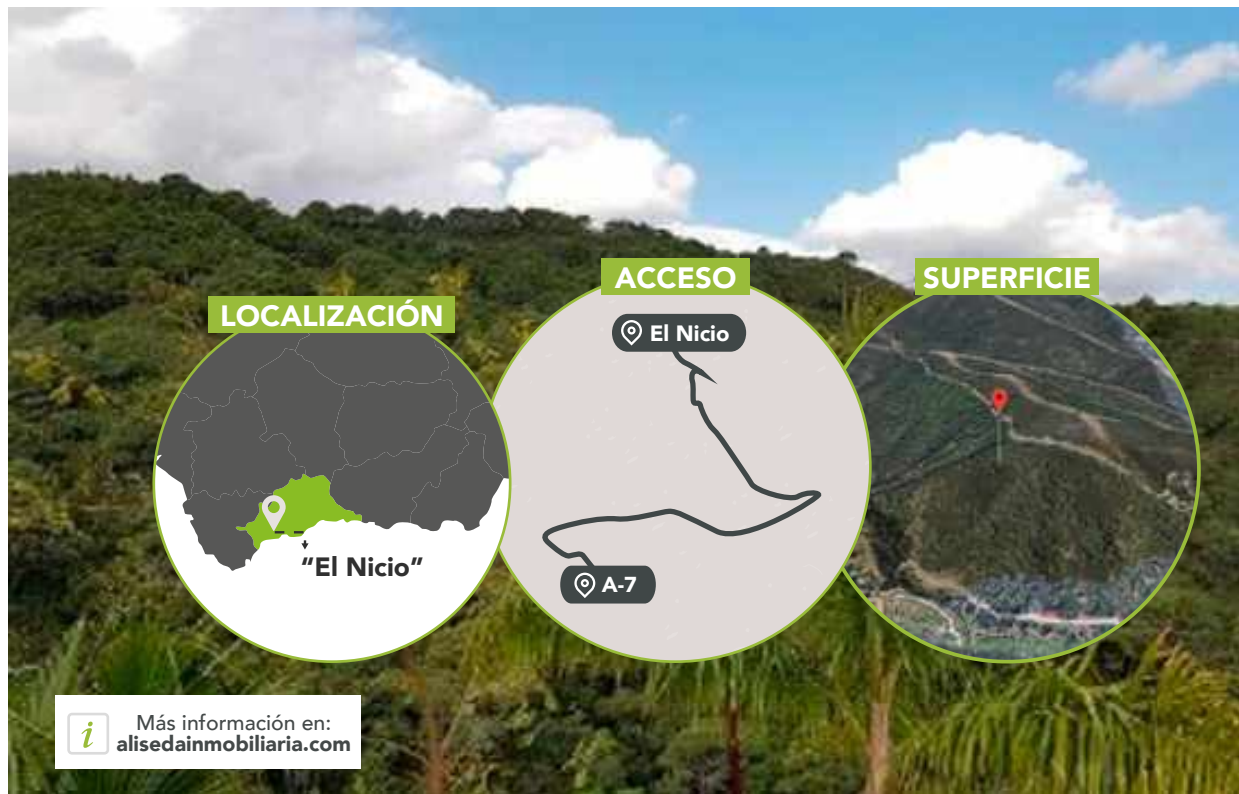 LOCALIZACIÓN
"El Nicio"
ACCESO
El Nicio
A-7
SUPERFICIE
i
Más información en:
alisedainmobiliaria.com